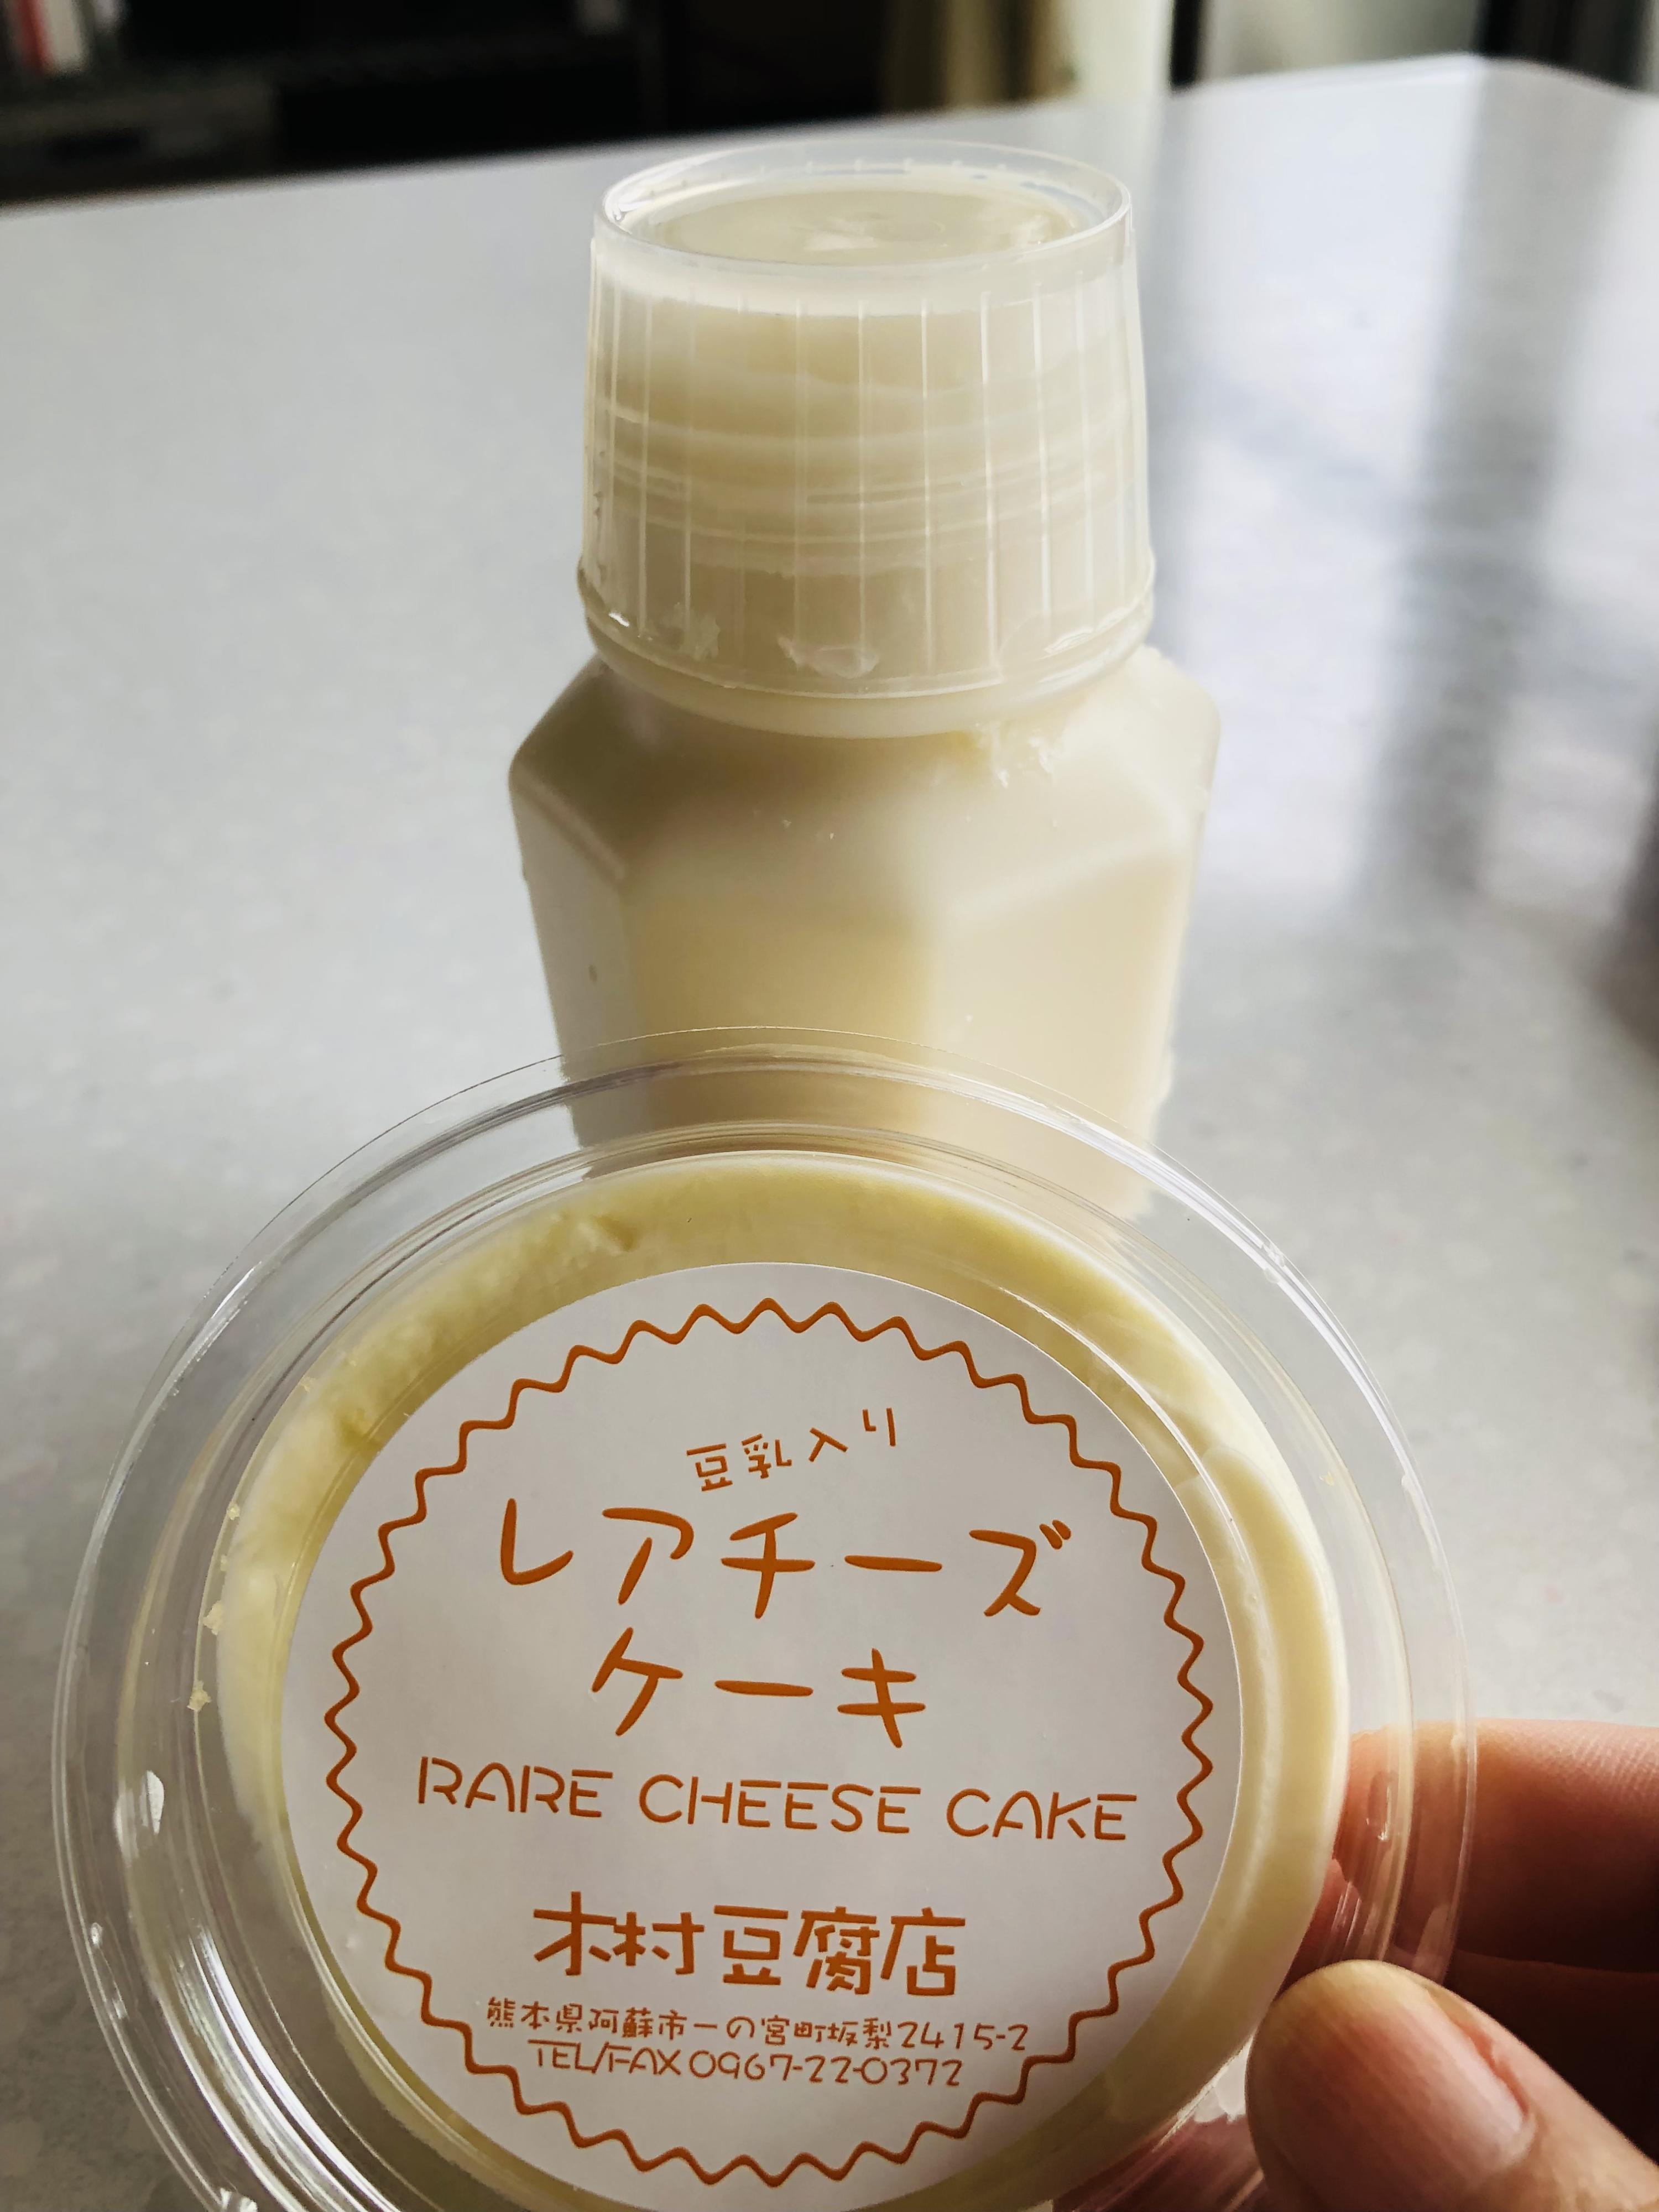 豆乳入り
レアチーズ
ケーキ
RARE CHEESE CAKE
木村豆腐店
熊本県阿蘇市一の宮町坂梨2415-2
TEL/FAX 0967-22-0372